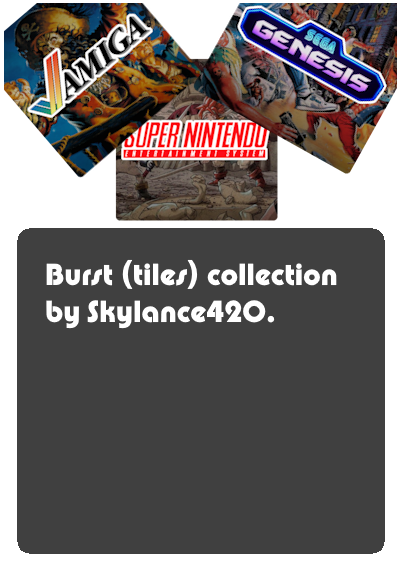 AMIGA
SEGA
GENESIS
SUPER NINTENDO
ENTERTAINMENT SYSTEM
Burst (tiles) collection
by Skylance420.